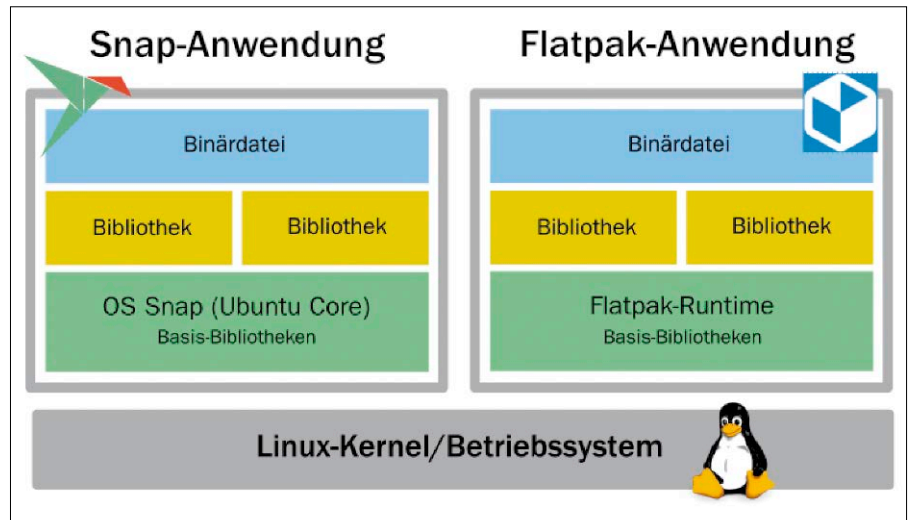 Snap-Anwendung
Binärdatei
Bibliothek
Bibliothek
OS Snap (Ubuntu Core)
Basis-Bibliotheken
Flatpak-Anwendung
Binärdatei
Bibliothek
Bibliothek
Flatpak-Runtime
Basis-Bibliotheken
Linux-Kernel/Betriebssystem